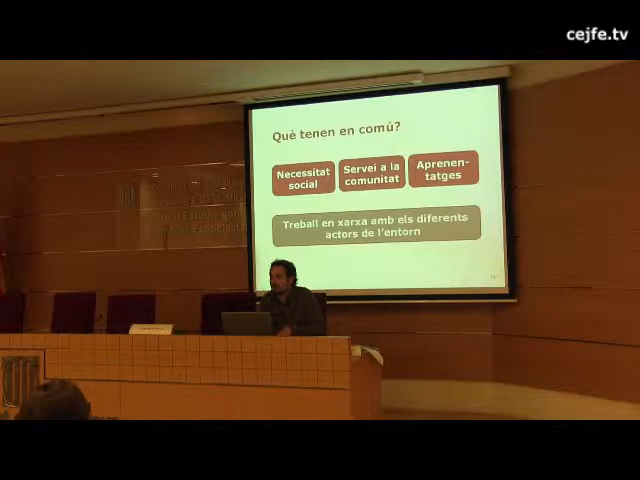 cejfe.tv
Què tenen en comú?
Necessitat
social
Servei a la
comunitat
Aprenen-
tatges
Treball en xarxa amb els diferents
actors de l'entorn